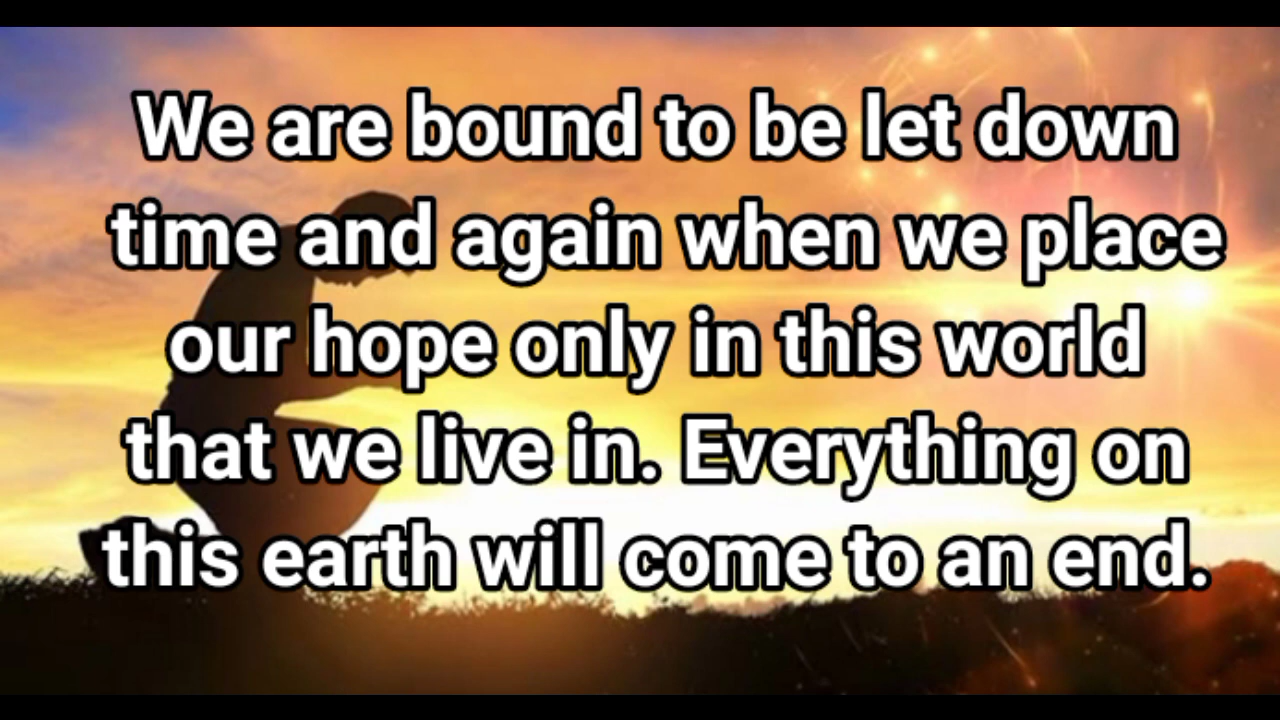 We are bound to be let down
time and again when we place
our hope only in this world
that we live in. Everything on
this earth will come to an end.